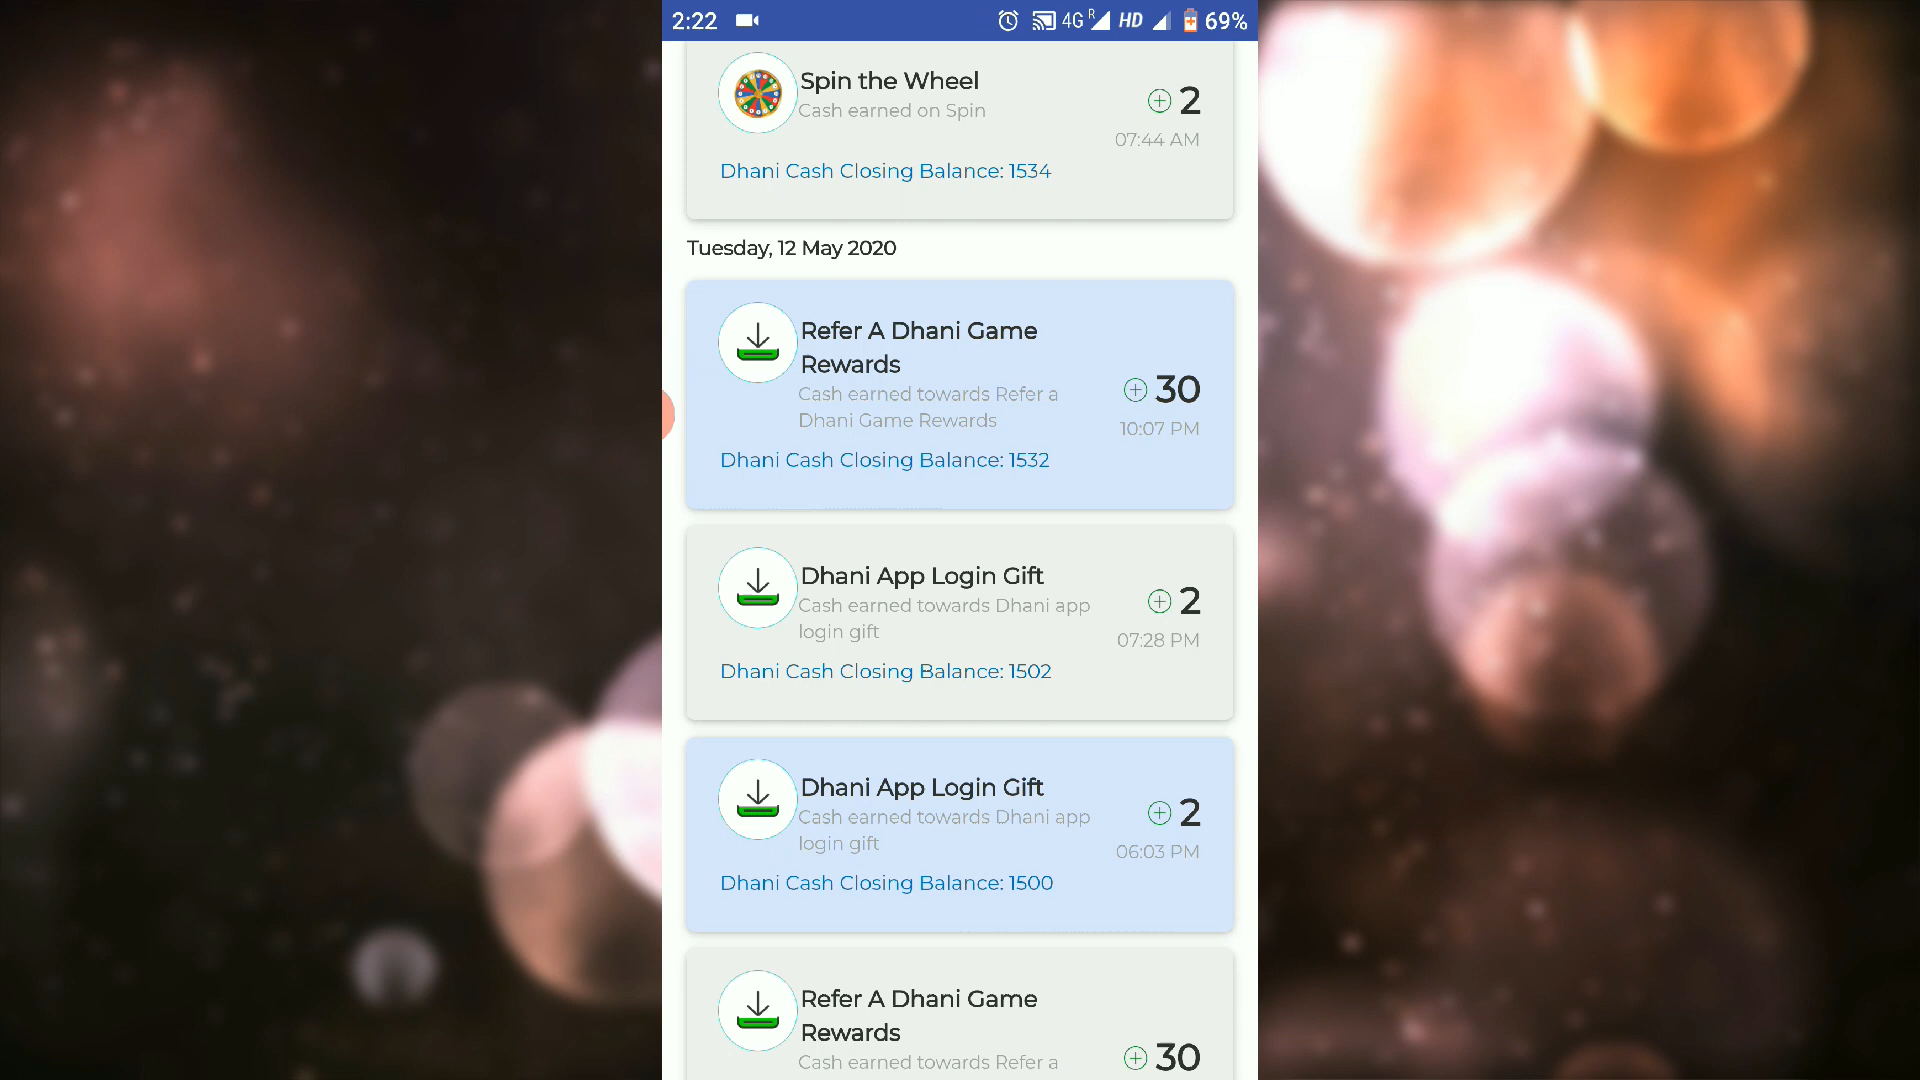 2:22 4G R HD 69%
Spin the Wheel
Cash earned on Spin
2
07:44 AM
Dhani Cash Closing Balance: 1534
Tuesday, 12 May 2020
Refer A Dhani Game
Rewards
Cash earned towards Refer a
Dhani Game Rewards
30
10:07 PM
Dhani Cash Closing Balance: 1532
Dhani App Login Gift
Cash earned towards Dhani app
login gift
2
07:28 PM
Dhani Cash Closing Balance: 1502
Dhani App Login Gift
Cash earned towards Dhani app
login gift
2
06:03 PM
Dhani Cash Closing Balance: 1500
Refer A Dhani Game
Rewards
Cash earned towards Refer a
30